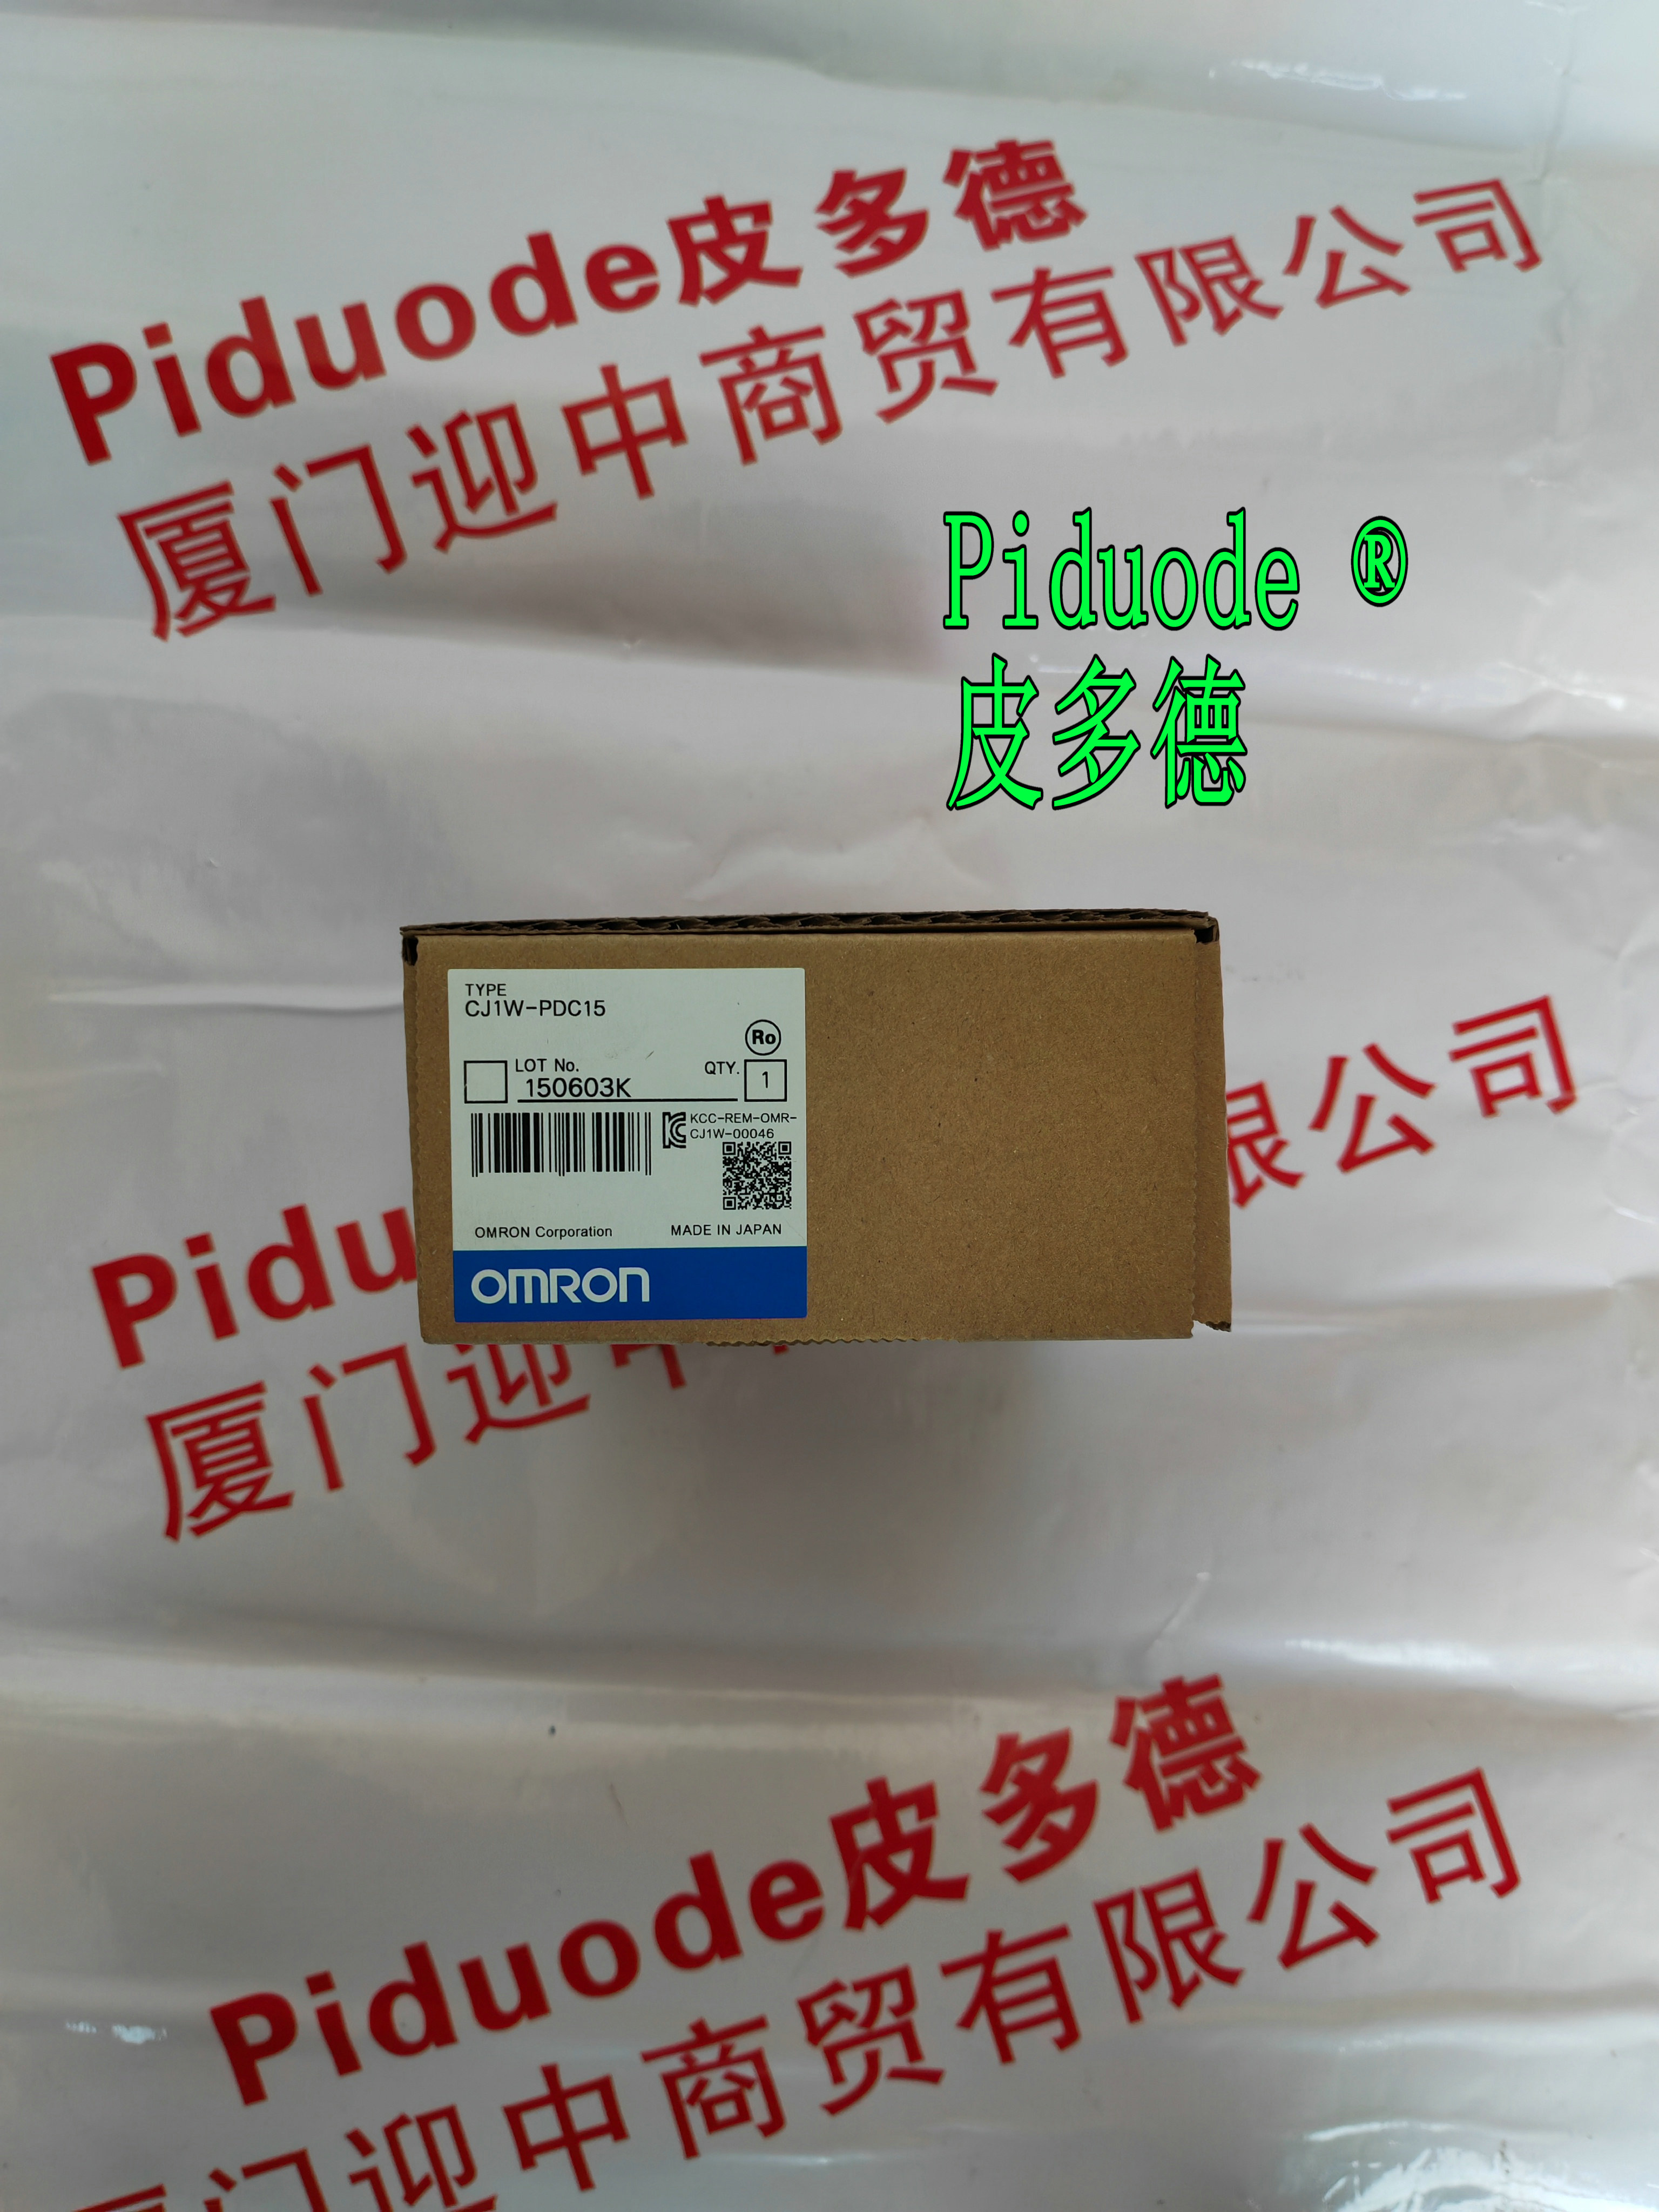 Piduode皮多德
厦门迎中商贸有限公司
Piduode ®
皮多德
TYPE
CJ1W-PDC15
Ro
LOT No.
150603K
QTY.
1
KCC-REM-OMR-
CJ1W-00046
OMRON Corporation
MADE IN JAPAN
OMRON
Pidu
限公司
厦门迎中
Piduode皮多德
厦门迎中商贸有限公司